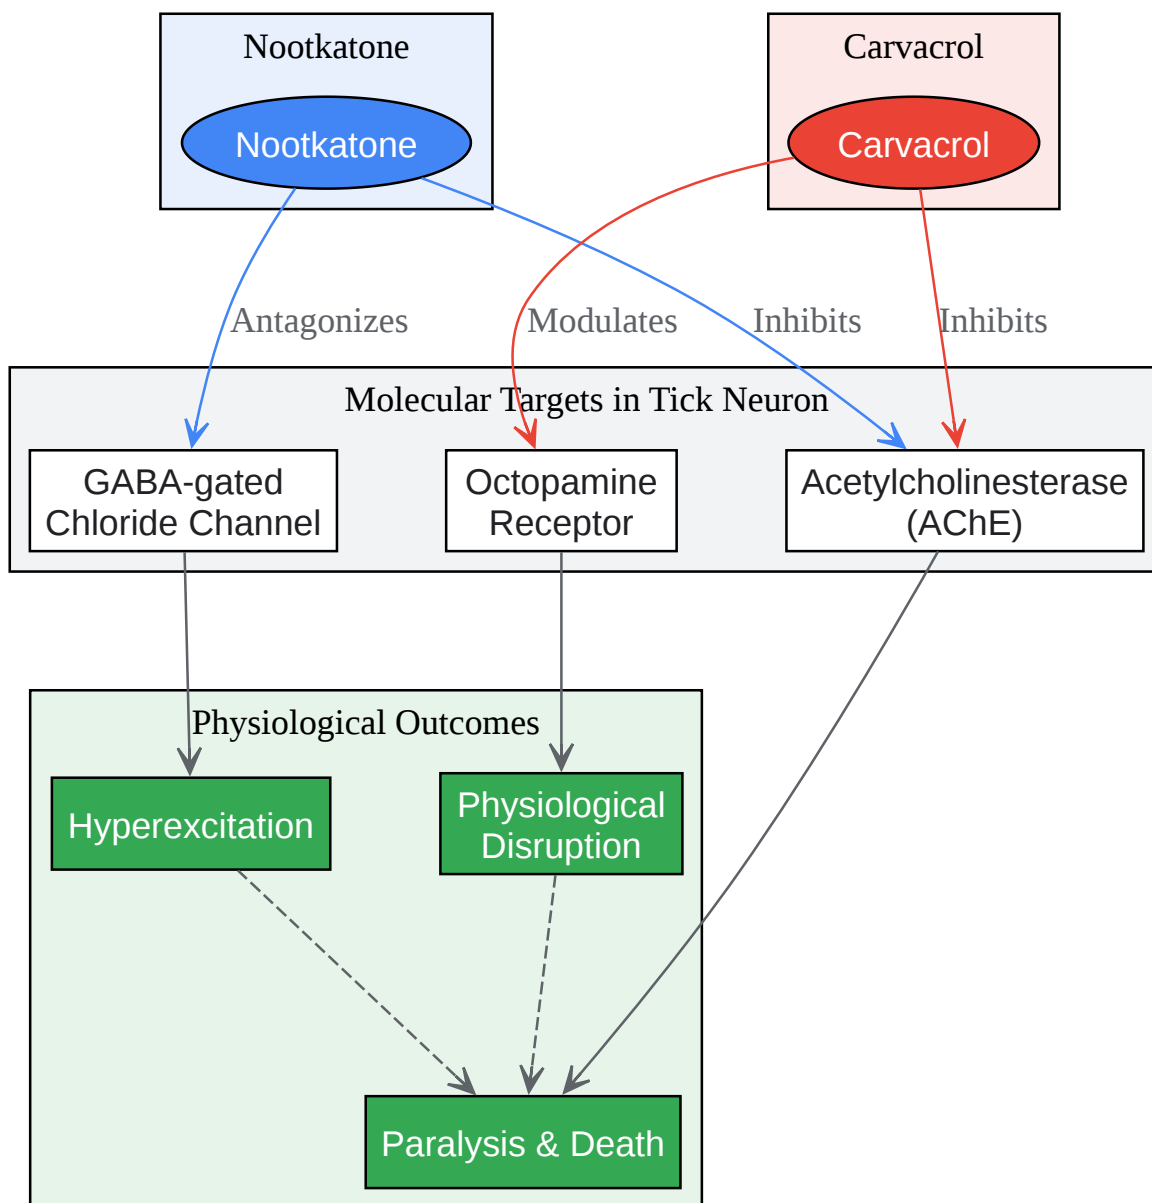 Nootkatone
Carvacrol
Nootkatone
Carvacrol
Antagonizes
Modulates
Inhibits
Inhibits
Molecular Targets in Tick Neuron
GABA-gated
Chloride Channel
Octopamine
Receptor
Acetylcholinesterase
(AChE)
Physiological Outcomes
Hyperexcitation
Physiological
Disruption
Paralysis & Death